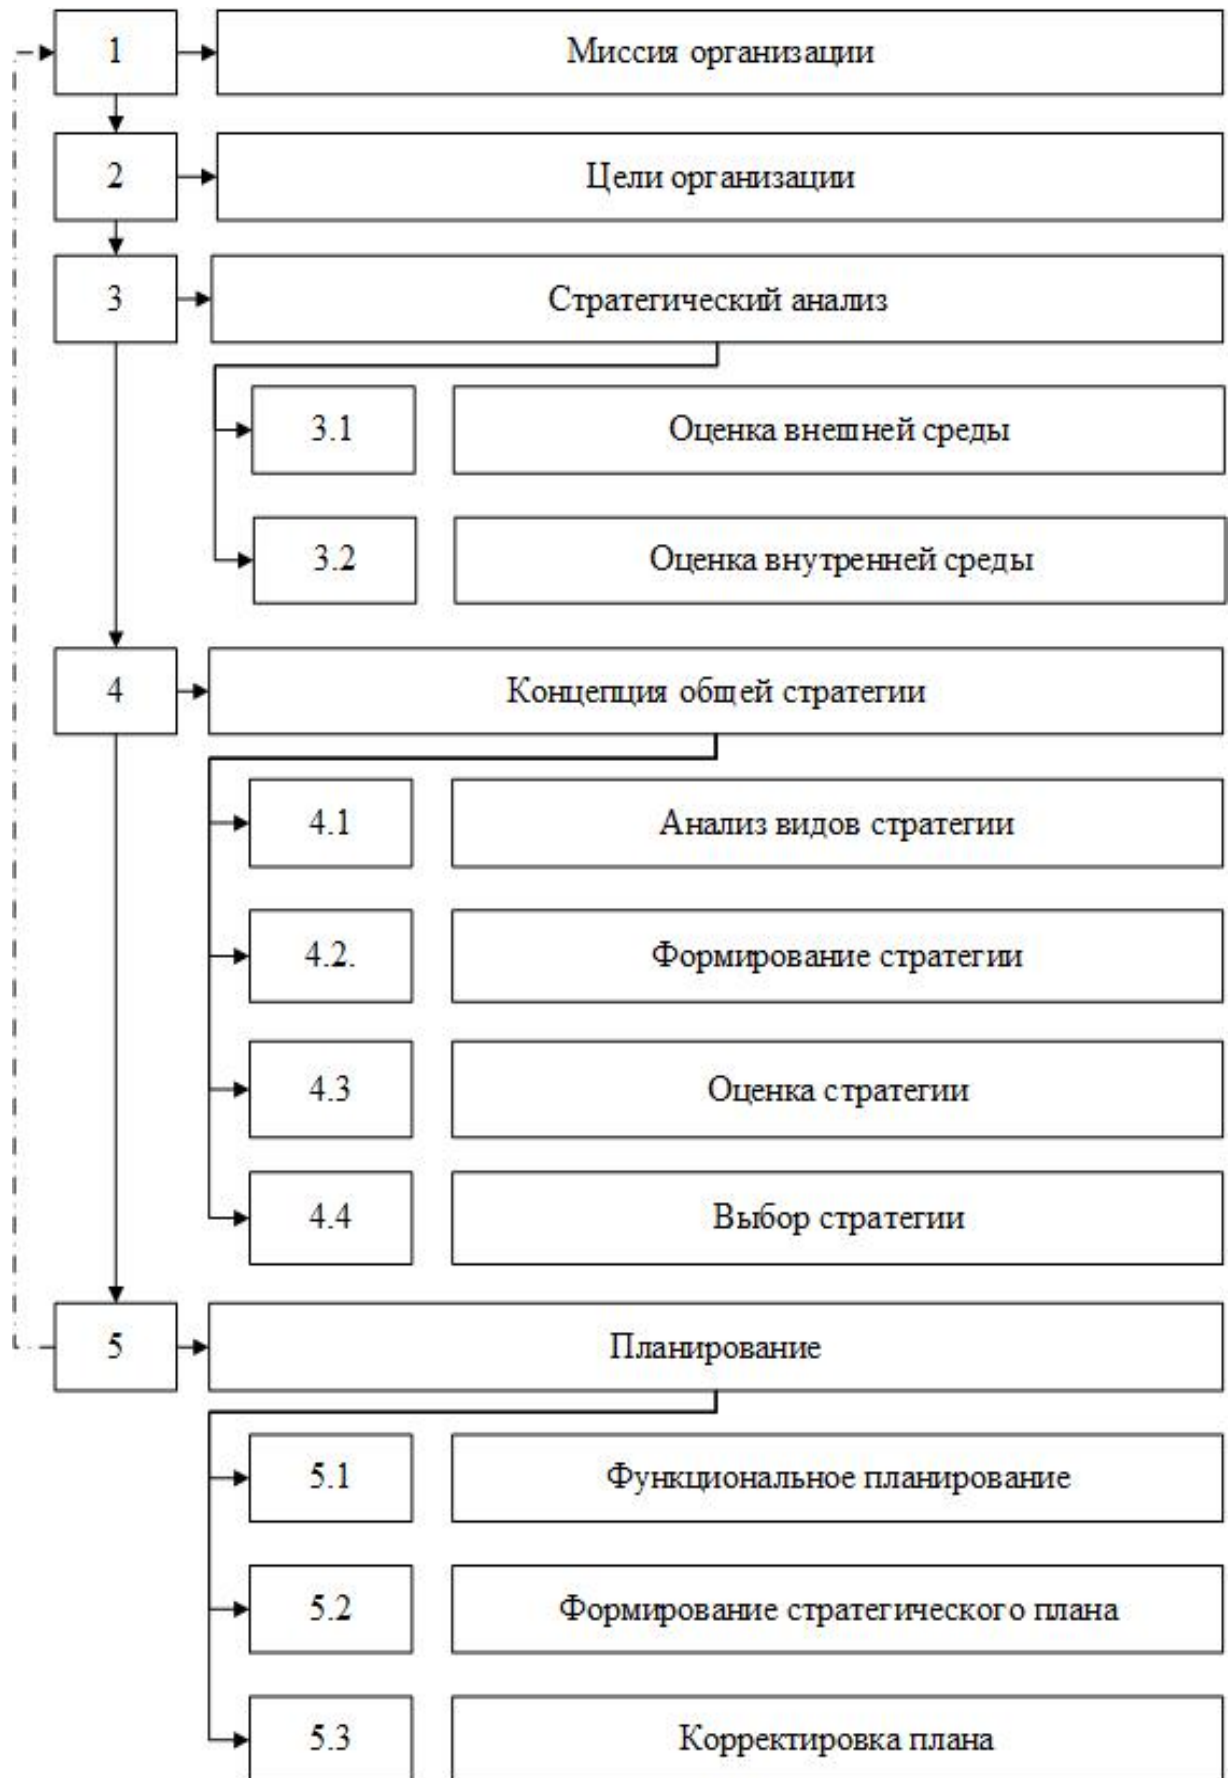 1 Миссия организации
2 Цели организации
3 Стратегический анализ
3.1 Оценка внешней среды
3.2 Оценка внутренней среды
4 Концепция общей стратегии
4.1 Анализ видов стратегии
4.2. Формирование стратегии
4.3 Оценка стратегии
4.4 Выбор стратегии
5 Планирование
5.1 Функциональное планирование
5.2 Формирование стратегического плана
5.3 Корректировка плана